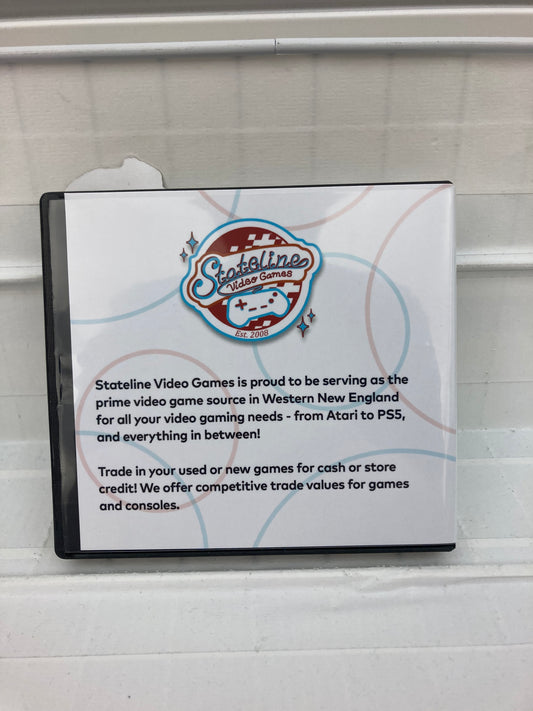 Stateline
Video Games
Est. 2008
Stateline Video Games is proud to be serving as the
prime video game source in Western New England
for all your video gaming needs - from Atari to PS5,
and everything in between!
Trade in your used or new games for cash or store
credit! We offer competitive trade values for games
and consoles.